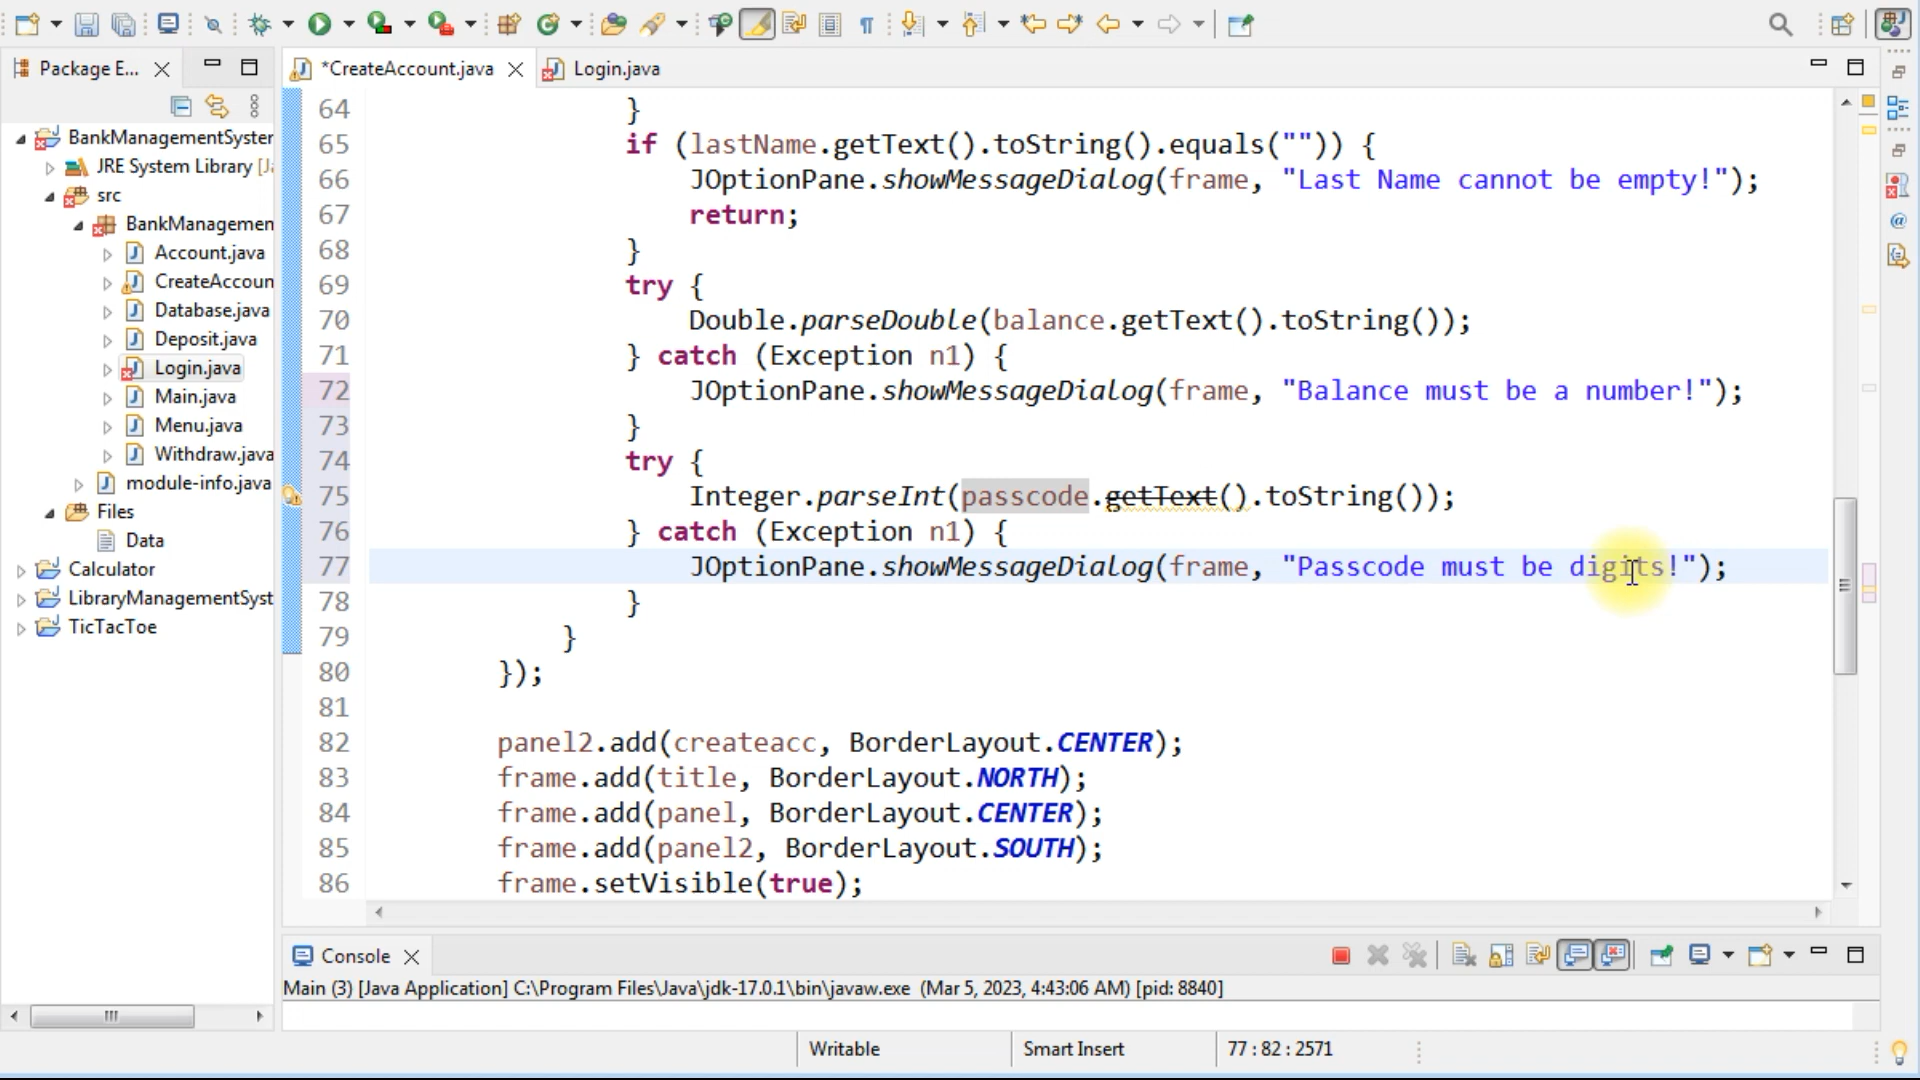 Package E...
*CreateAccount.java
Login.java
BankManagementSyster
JRE System Library [Ja
src
BankManagemen
Account.java
CreateAccoun
Database.java
Deposit.java
Login.java
Main.java
Menu.java
Withdraw.java
module-info.java
Files
Data
Calculator
LibraryManagementSyst
TicTacToe
64 }
65 if (lastName.getText().toString().equals("")) {
66 JOptionPane.showMessageDialog(frame, "Last Name cannot be empty!");
67 return;
68 }
69 try {
70 Double.parseDouble(balance.getText().toString());
71 } catch (Exception n1) {
72 JOptionPane.showMessageDialog(frame, "Balance must be a number!");
73 }
74 try {
75 Integer.parseInt(passcode.getText().toString());
76 } catch (Exception n1) {
77 JOptionPane.showMessageDialog(frame, "Passcode must be digits!");
78 }
79 }
80 });
81
82 panel2.add(createacc, BorderLayout.CENTER);
83 frame.add(title, BorderLayout.NORTH);
84 frame.add(panel, BorderLayout.CENTER);
85 frame.add(panel2, BorderLayout.SOUTH);
86 frame.setVisible(true);
Console
Main (3) [Java Application] C:\Program Files\Java\jdk-17.0.1\bin\javaw.exe (Mar 5, 2023, 4:43:06 AM) [pid: 8840]
Writable
Smart Insert
77 : 82 : 2571